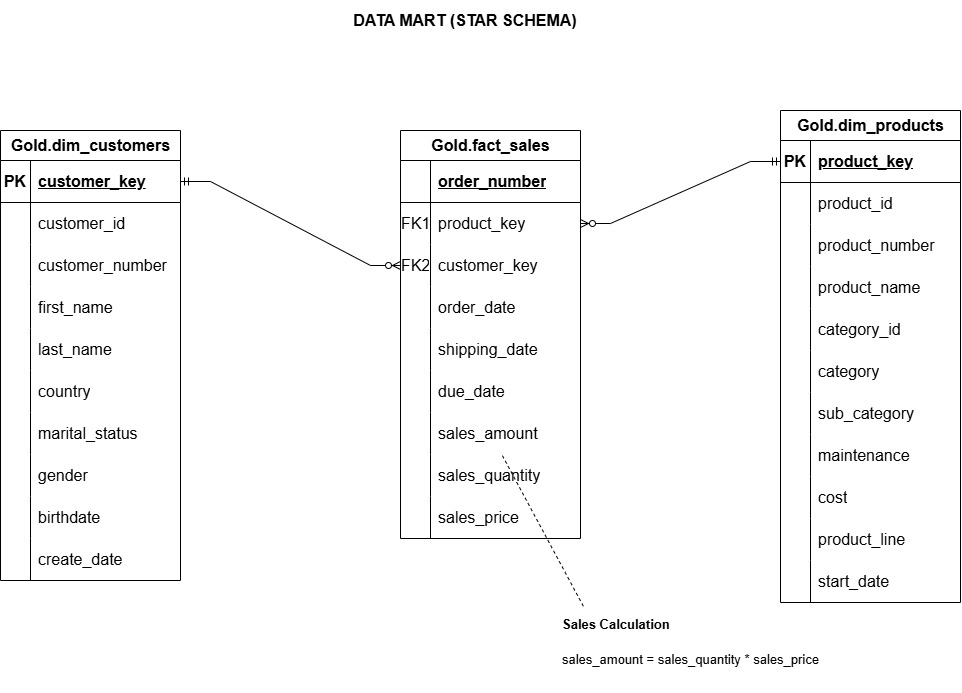 DATA MART (STAR SCHEMA)
Gold.dim_customers
PK customer_key
customer_id
customer_number
first_name
last_name
country
marital_status
gender
birthdate
create_date
Gold.fact_sales
order_number
FK1 product_key
FK2 customer_key
order_date
shipping_date
due_date
sales_amount
sales_quantity
sales_price
Gold.dim_products
PK product_key
product_id
product_number
product_name
category_id
category
sub_category
maintenance
cost
product_line
start_date
Sales Calculation
sales_amount = sales_quantity * sales_price